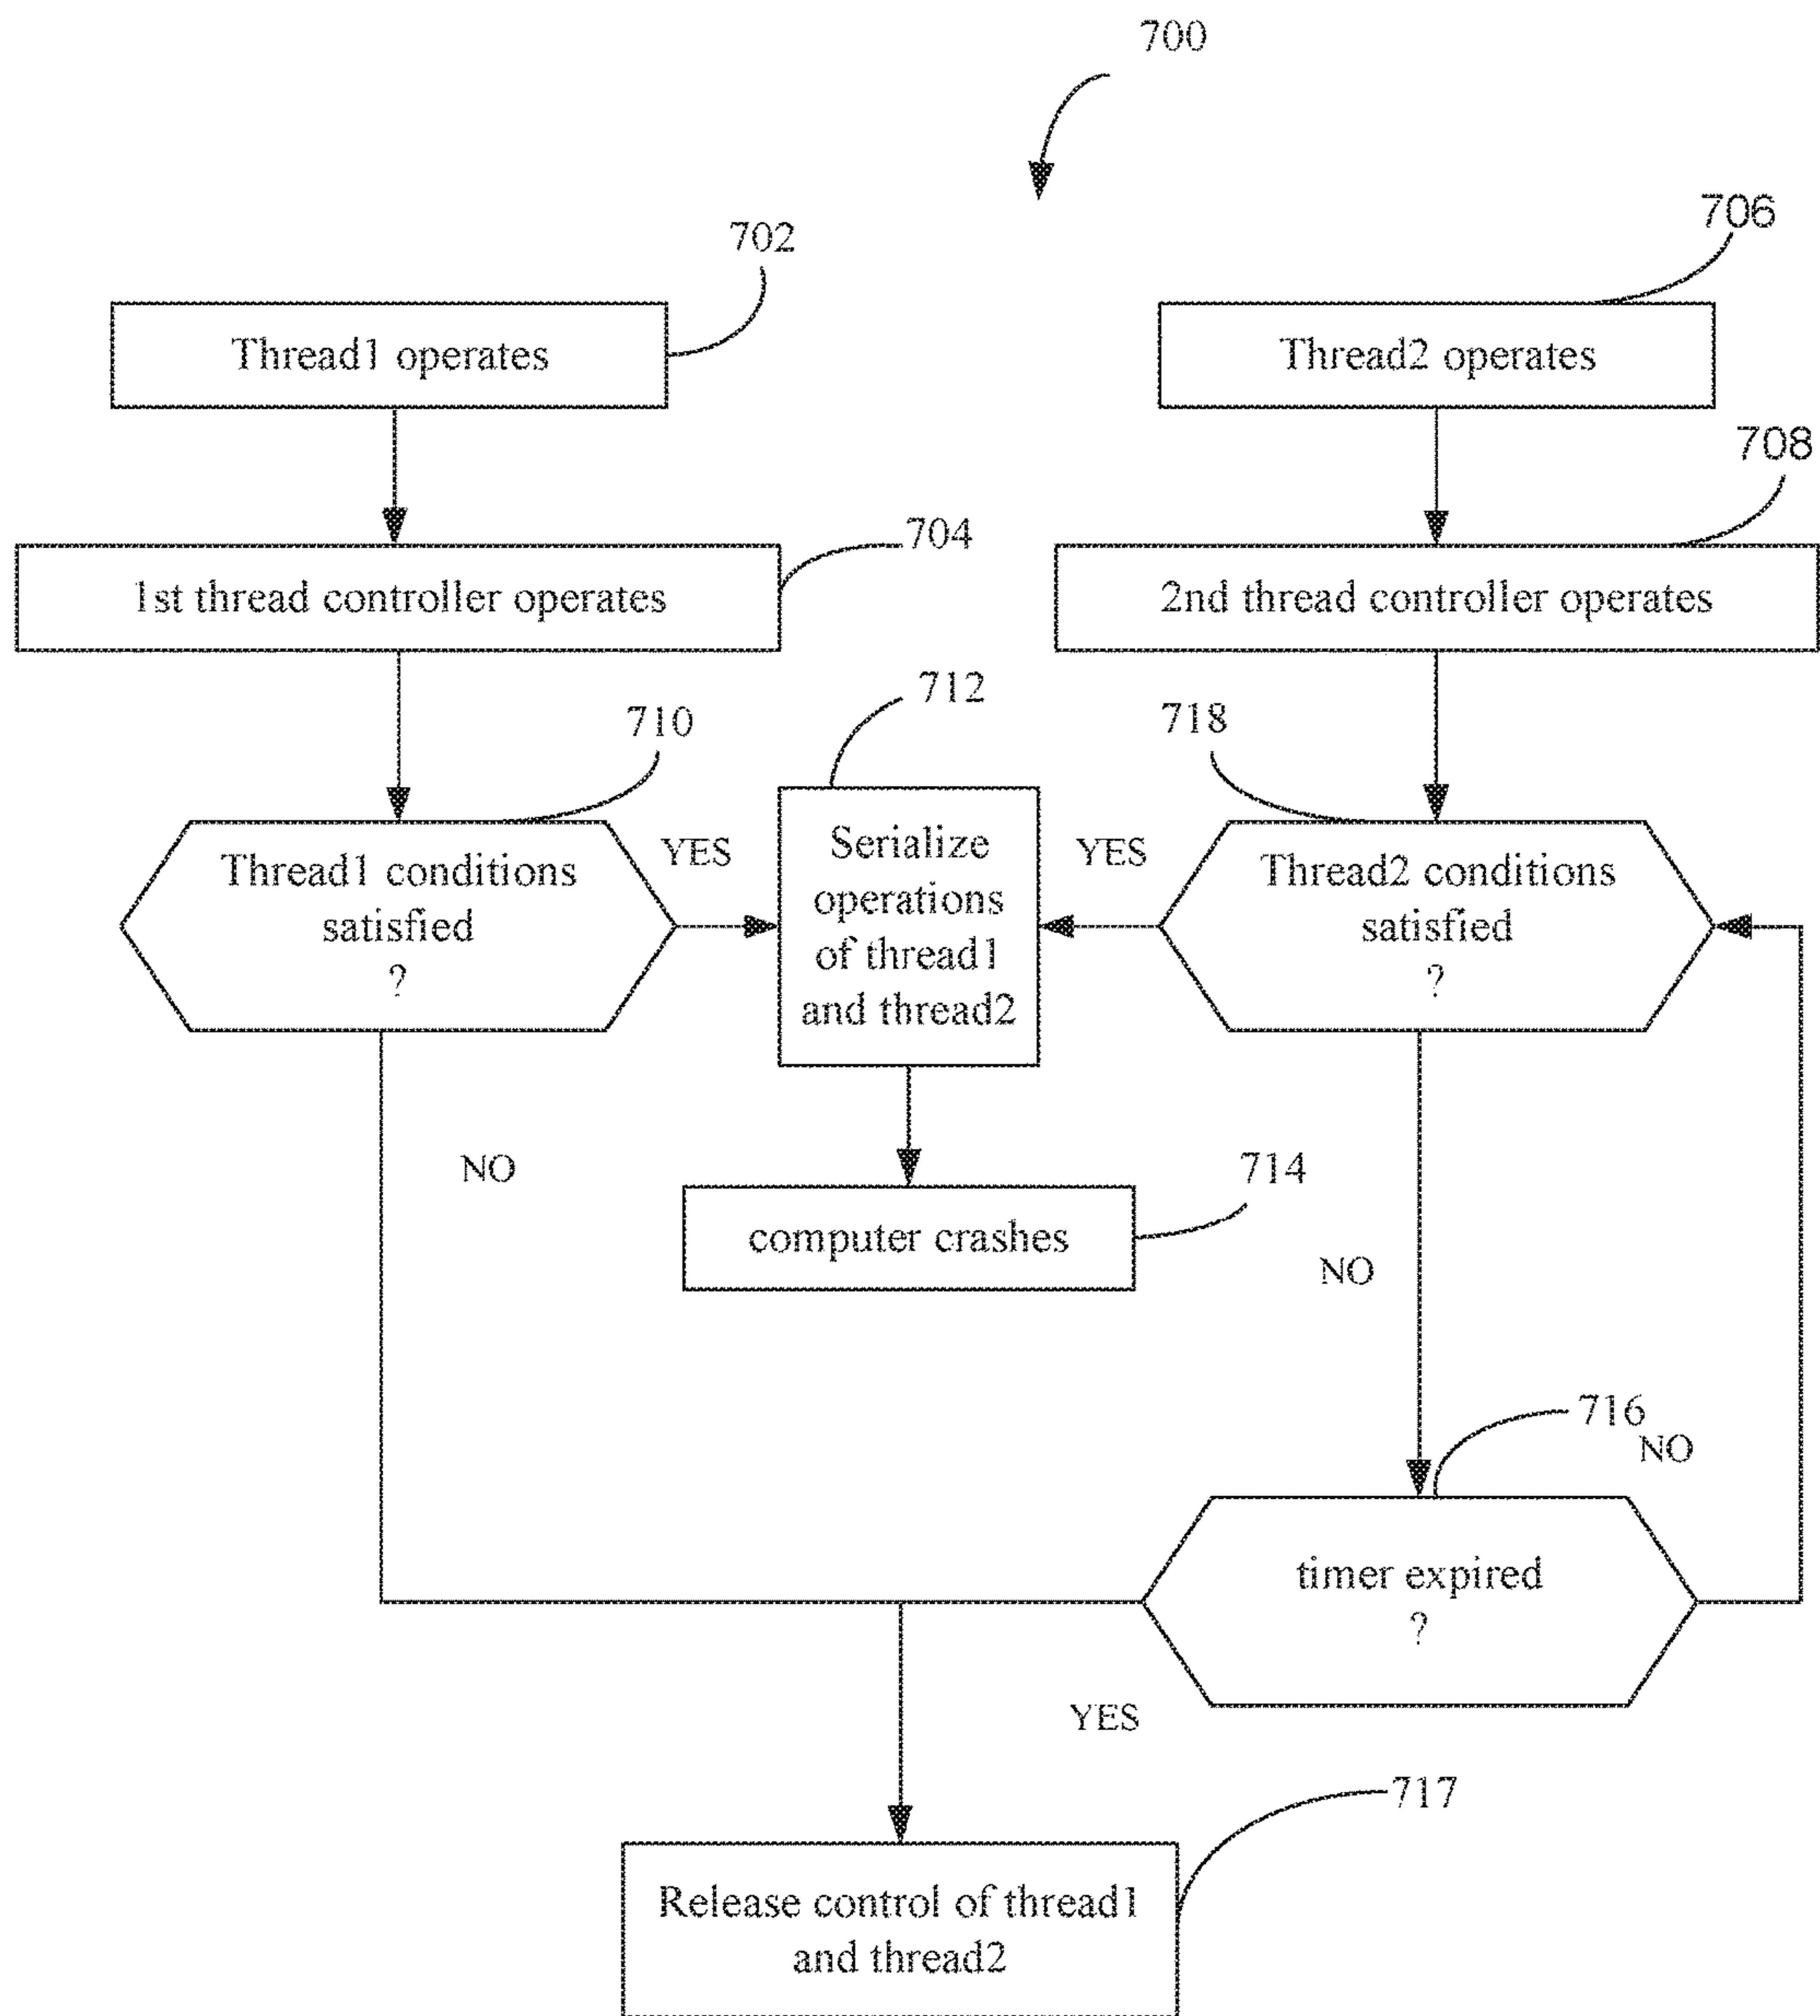 700
702
706
Thread1 operates
Thread2 operates
708
704
1st thread controller operates
2nd thread controller operates
712
710
718
Thread1 conditions
satisfied
?
YES
Serialize
operations
of thread1
and thread2
YES
Thread2 conditions
satisfied
?
NO
714
computer crashes
NO
716
NO
timer expired
?
YES
717
Release control of thread1
and thread2